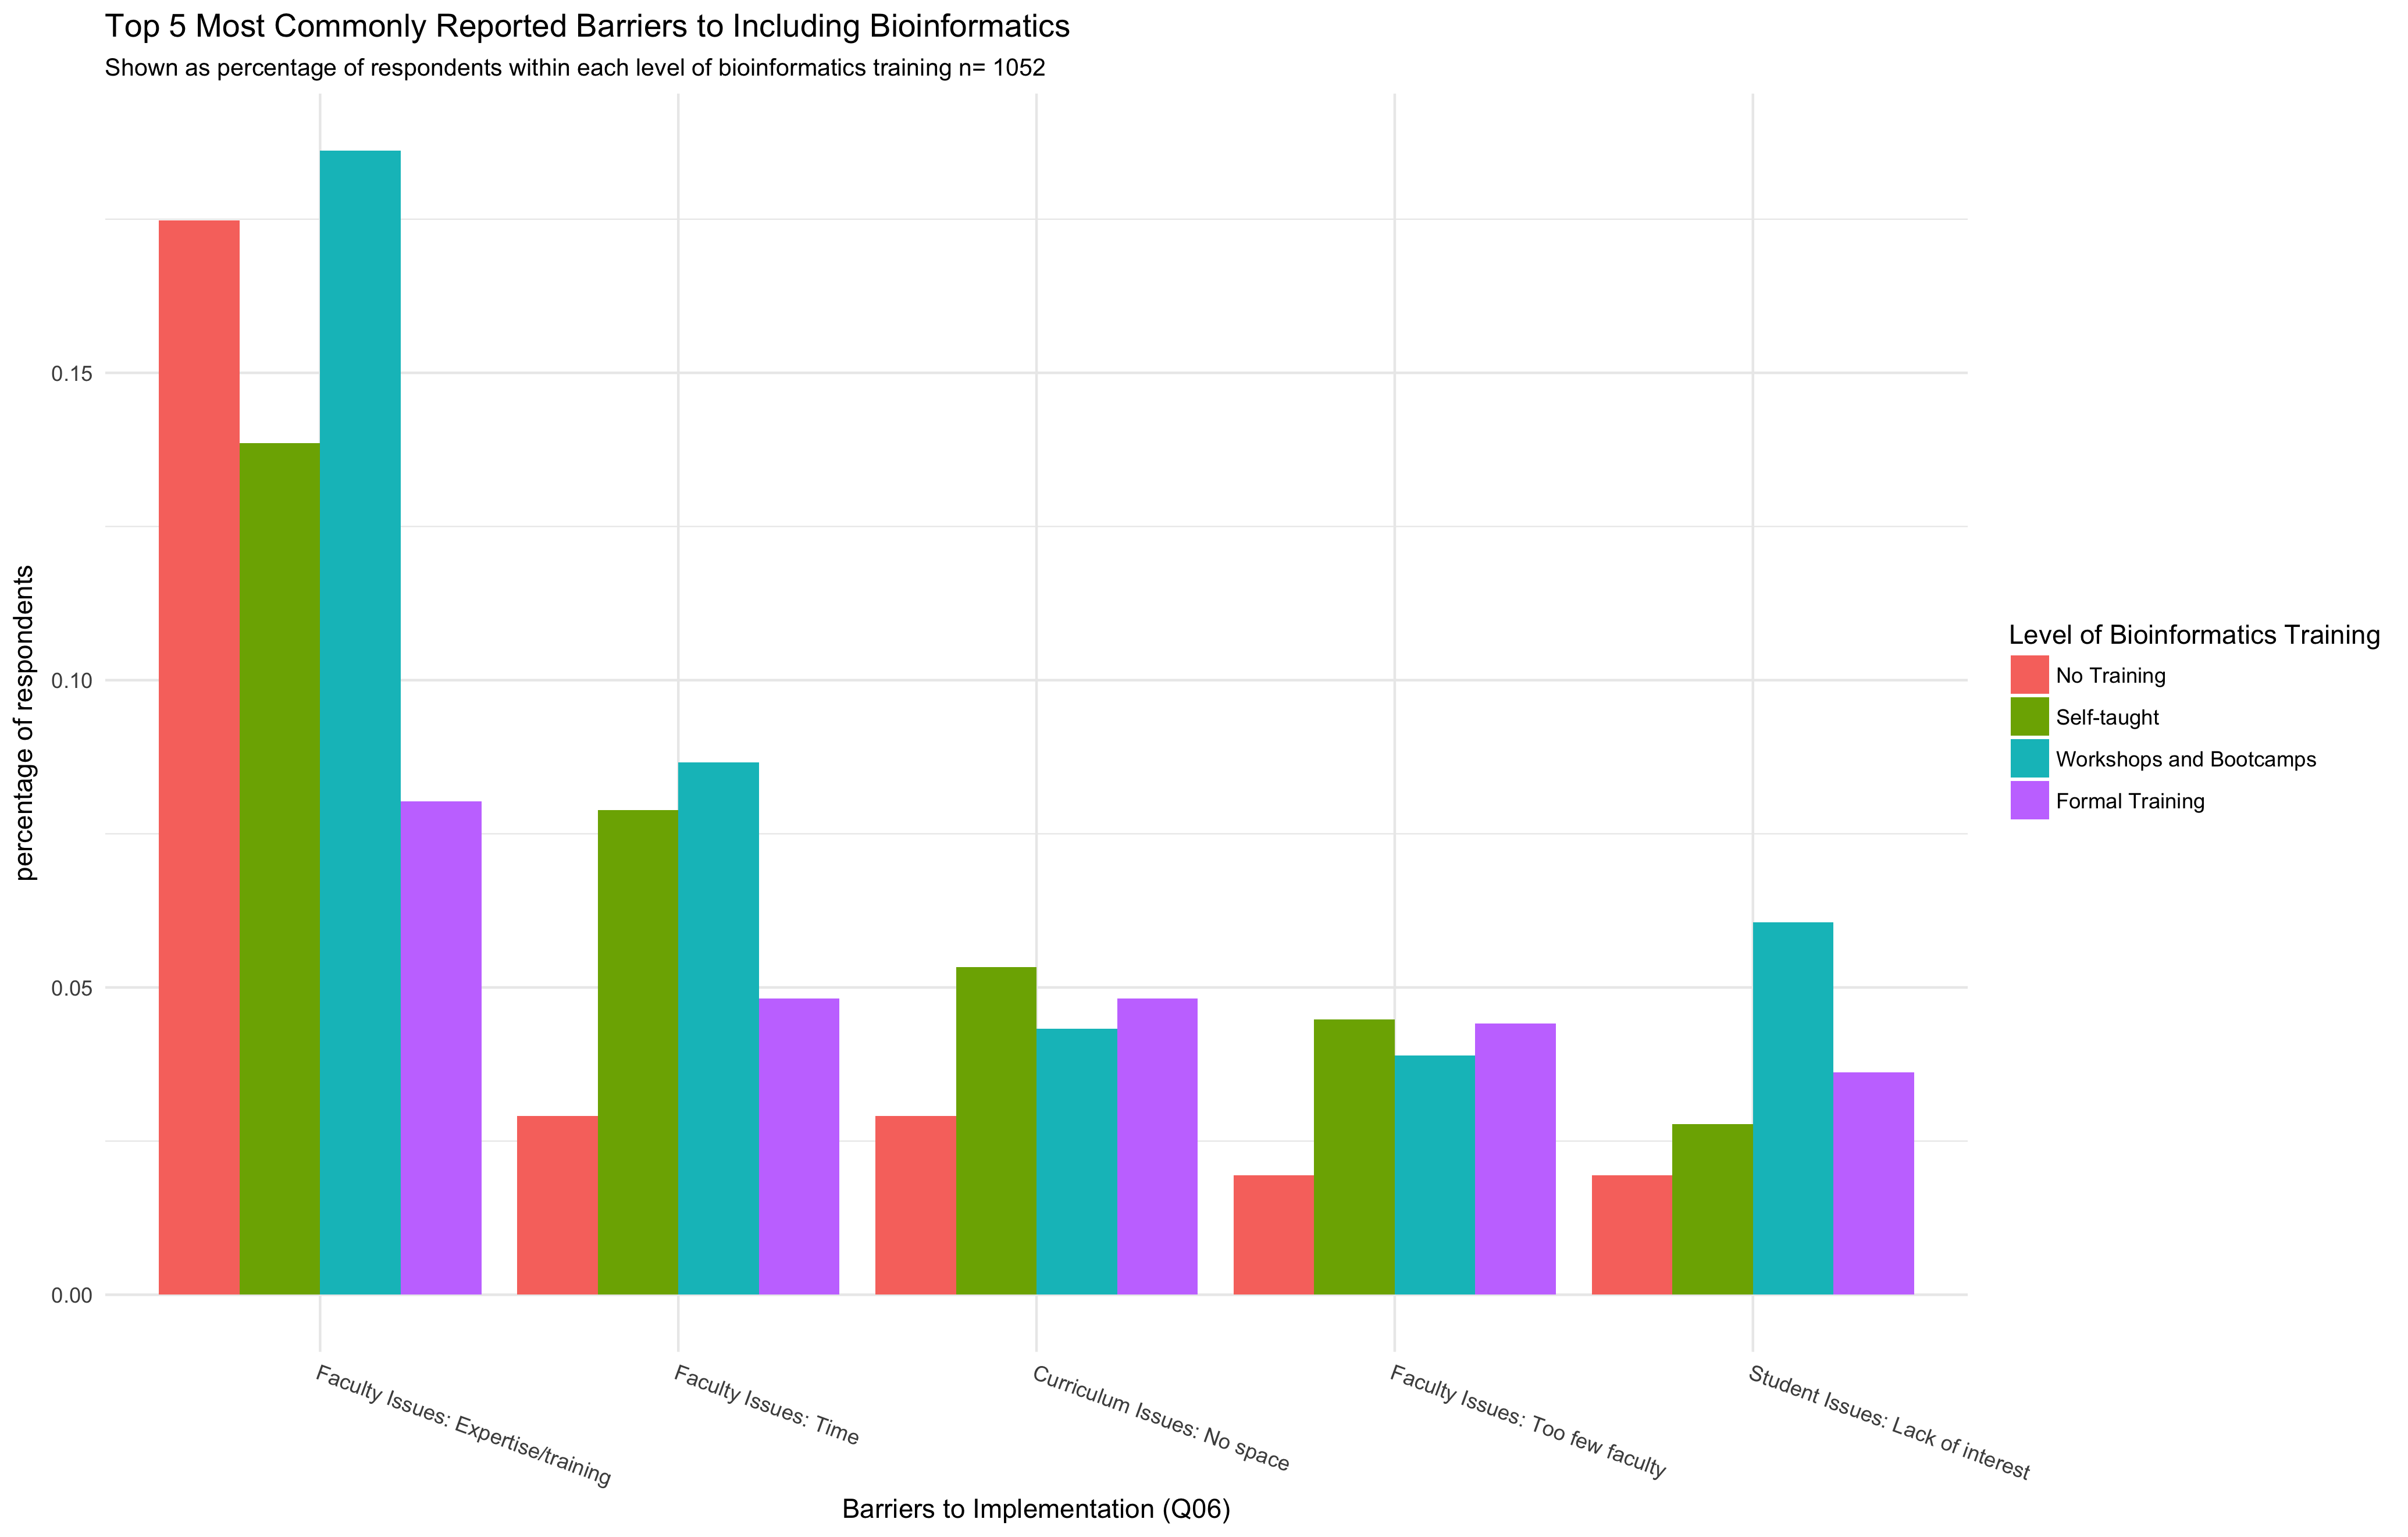 Top 5 Most Commonly Reported Barriers to Including Bioinformatics
Shown as percentage of respondents within each level of bioinformatics training n= 1052
percentage of respondents
0.15
0.10
0.05
0.00
Faculty Issues: Expertise/training
Faculty Issues: Time
Curriculum Issues: No space
Faculty Issues: Too few faculty
Student Issues: Lack of interest
Barriers to Implementation (Q06)
Level of Bioinformatics Training
No Training
Self-taught
Workshops and Bootcamps
Formal Training